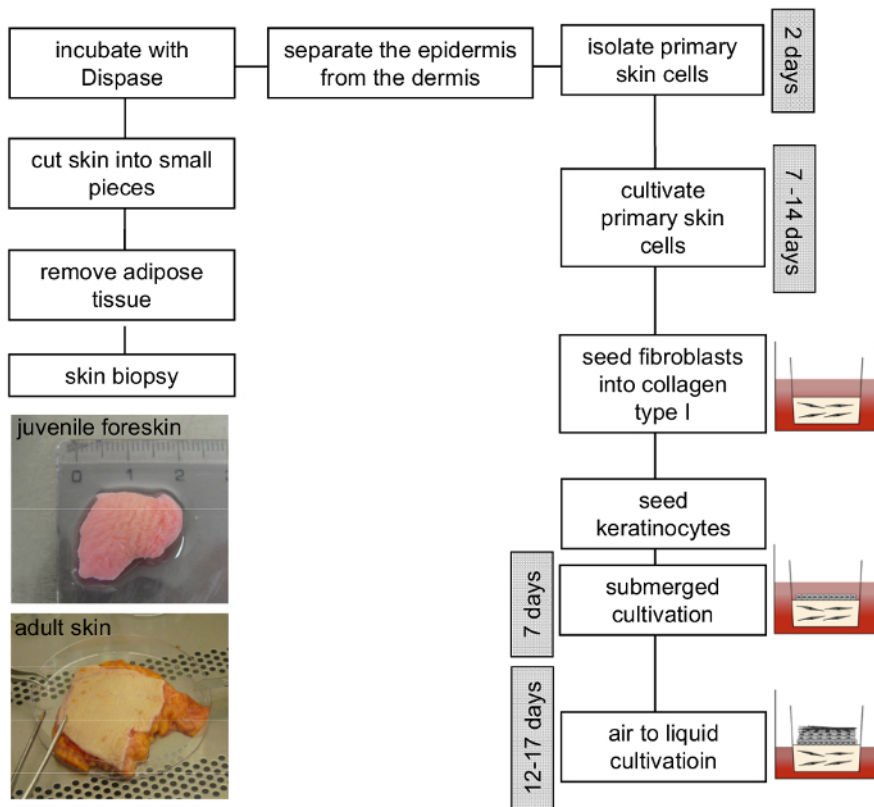 incubate with
Dispase
separate the epidermis
from the dermis
isolate primary
skin cells
2 days
cut skin into small
pieces
cultivate
primary skin
cells
7 -14 days
remove adipose
tissue
skin biopsy
seed fibroblasts
into collagen
type I
juvenile foreskin
0 1 2
seed
keratinocytes
submerged
cultivation
7 days
adult skin
air to liquid
cultivatioin
12-17 days